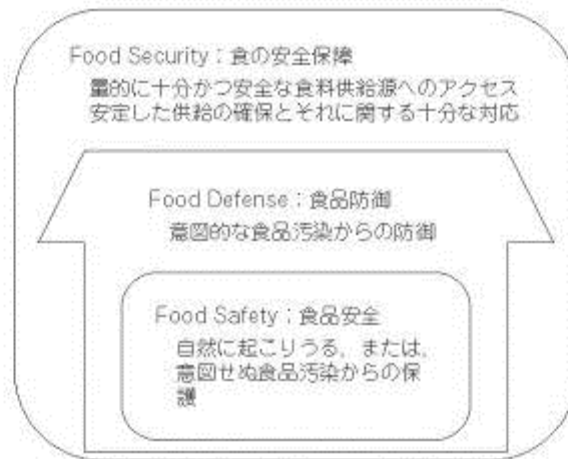 Food Security：食の安全保障
量的に十分かつ安全な食料供給源へのアクセス
安定した供給の確保とそれに関する十分な対応
Food Defense：食品防御
意図的な食品汚染からの防御
Food Safety：食品安全
自然に起こりうる，または，
意図せぬ食品汚染からの保
護